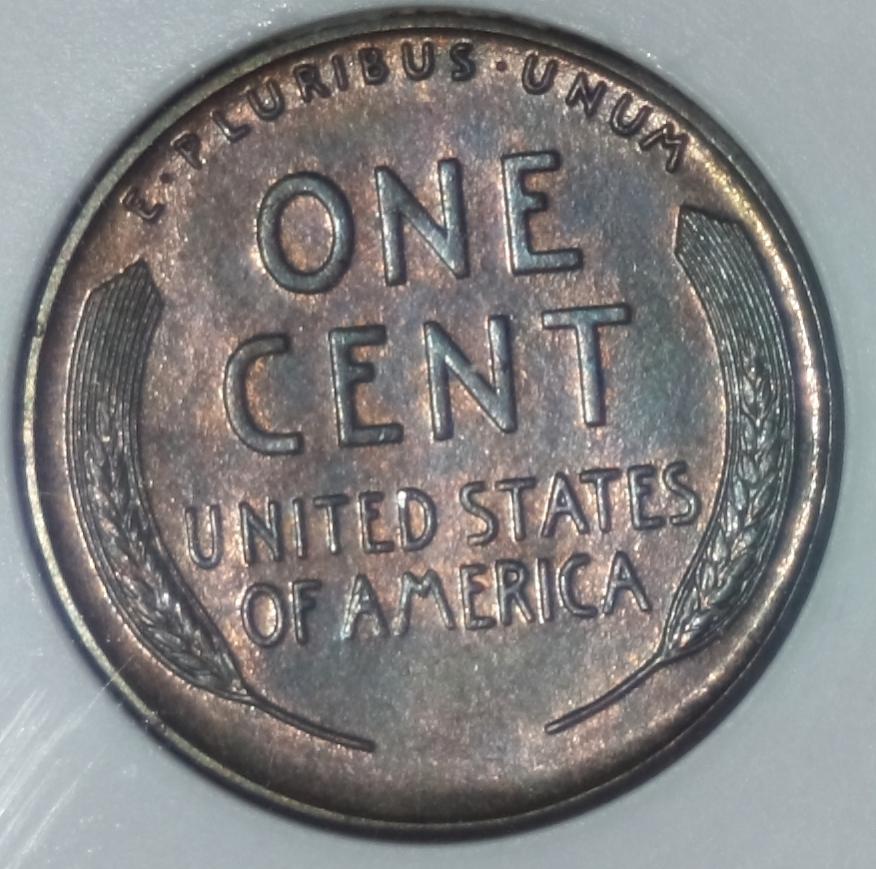 E·PLURIBUS·UNUM
ONE
CENT
UNITED STATES
OF AMERICA